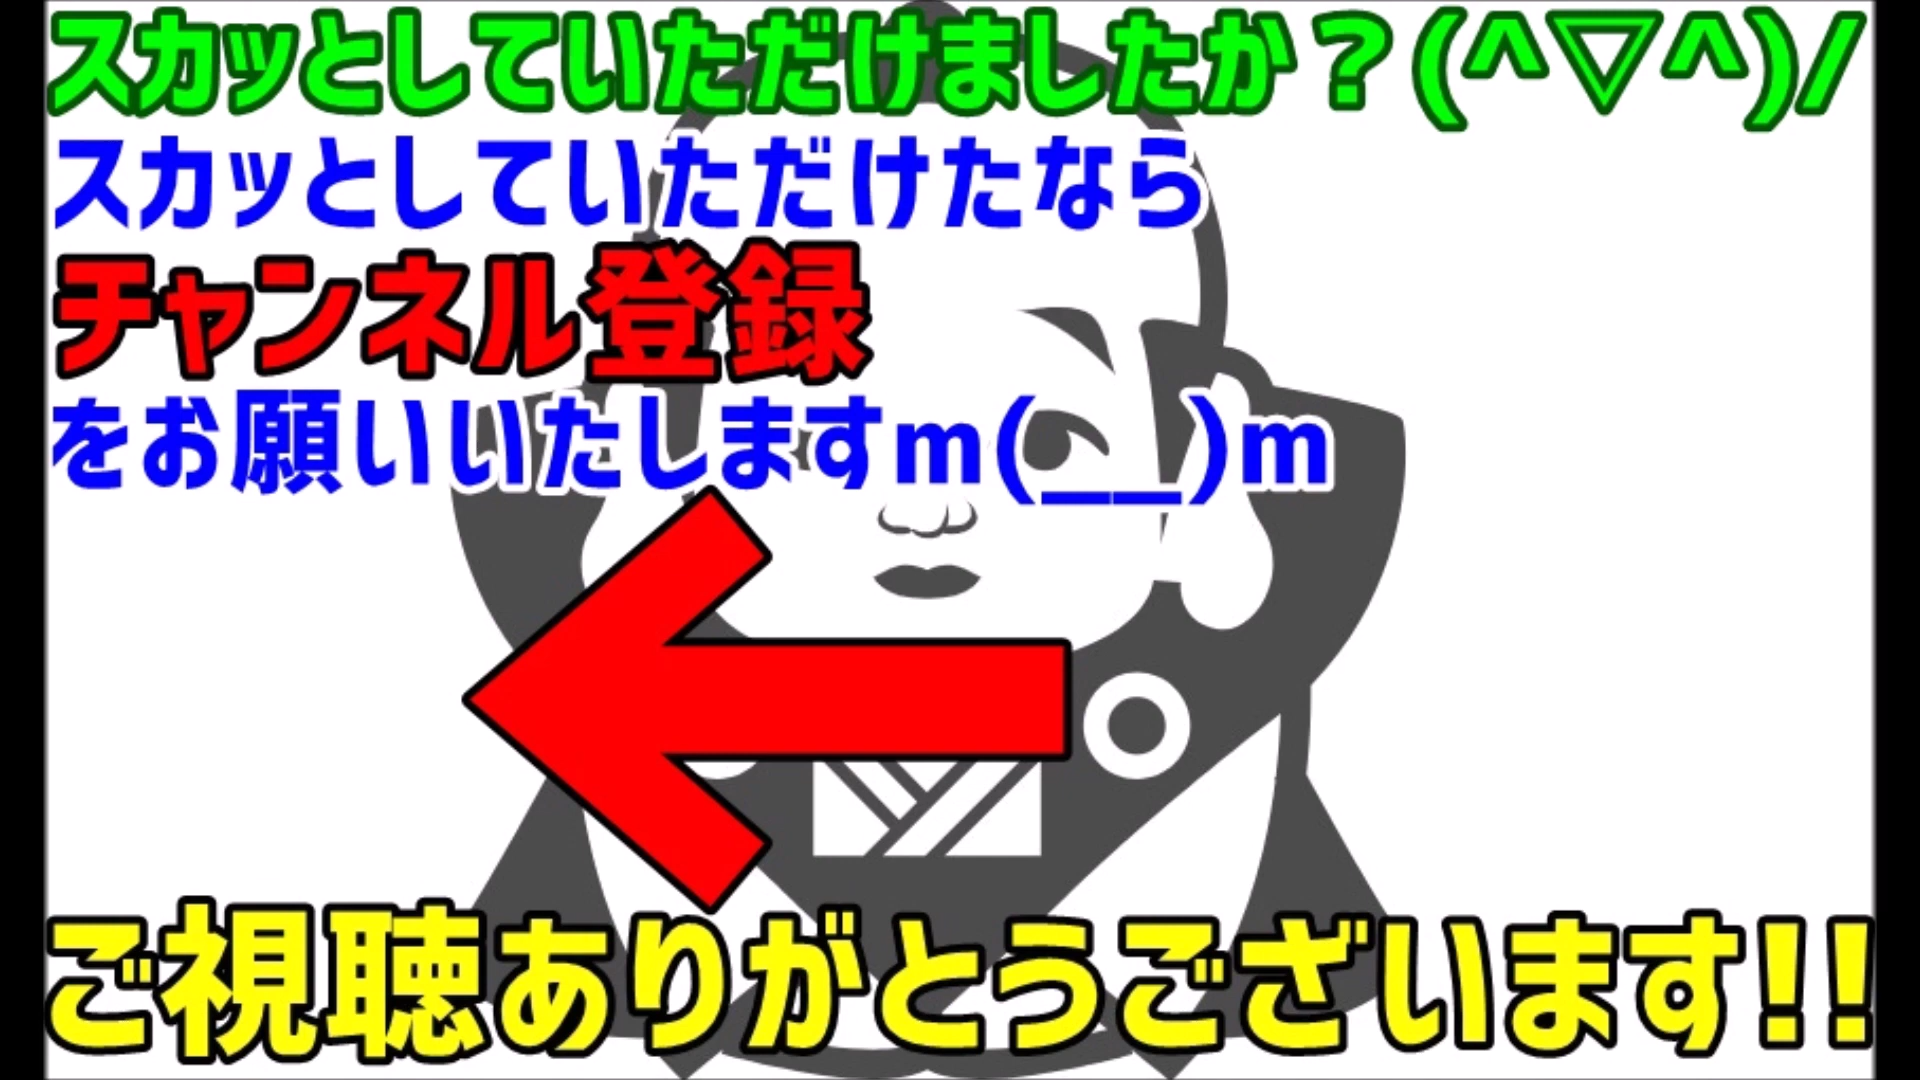 スカッとしていただけましたか？(^▽^)/
スカッとしていただけたなら
チャンネル登録
をお願いいたしますm(__)m
ご視聴ありがとうございます!!